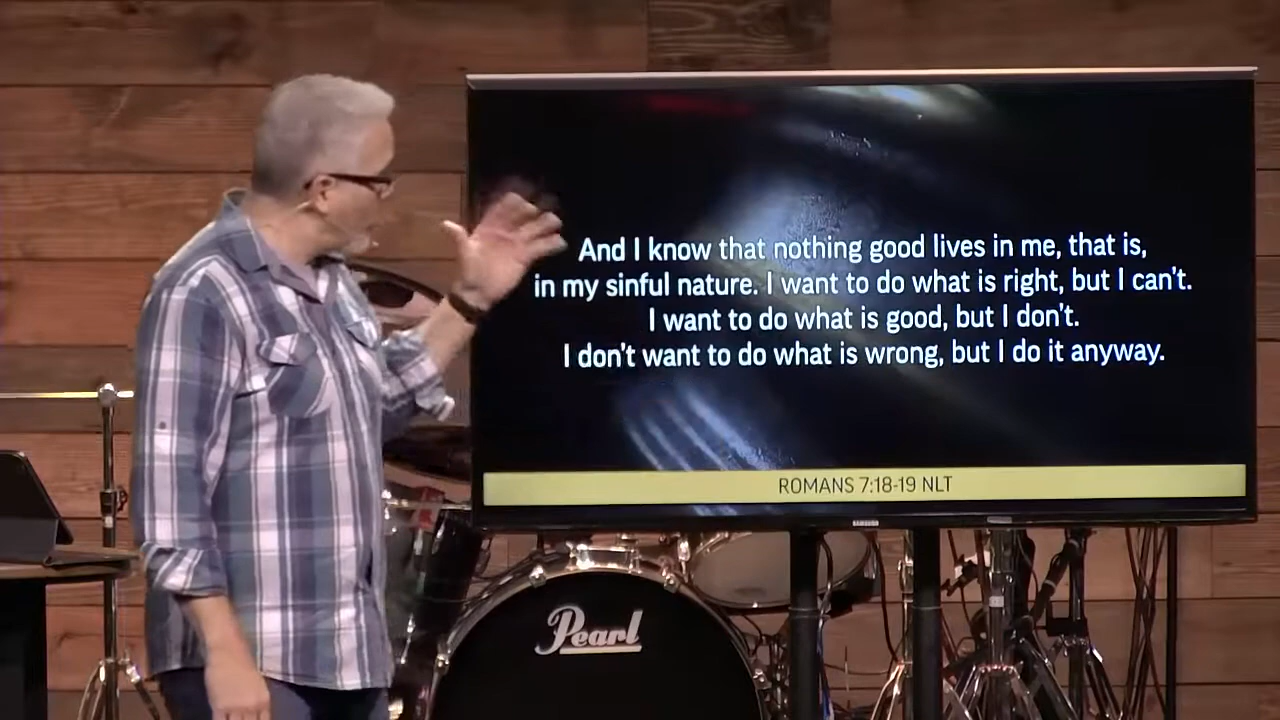 And I know that nothing good lives in me, that is,
in my sinful nature. I want to do what is right, but I can't.
I want to do what is good, but I don't.
I don't want to do what is wrong, but I do it anyway.
ROMANS 7:18-19 NLT
Pearl